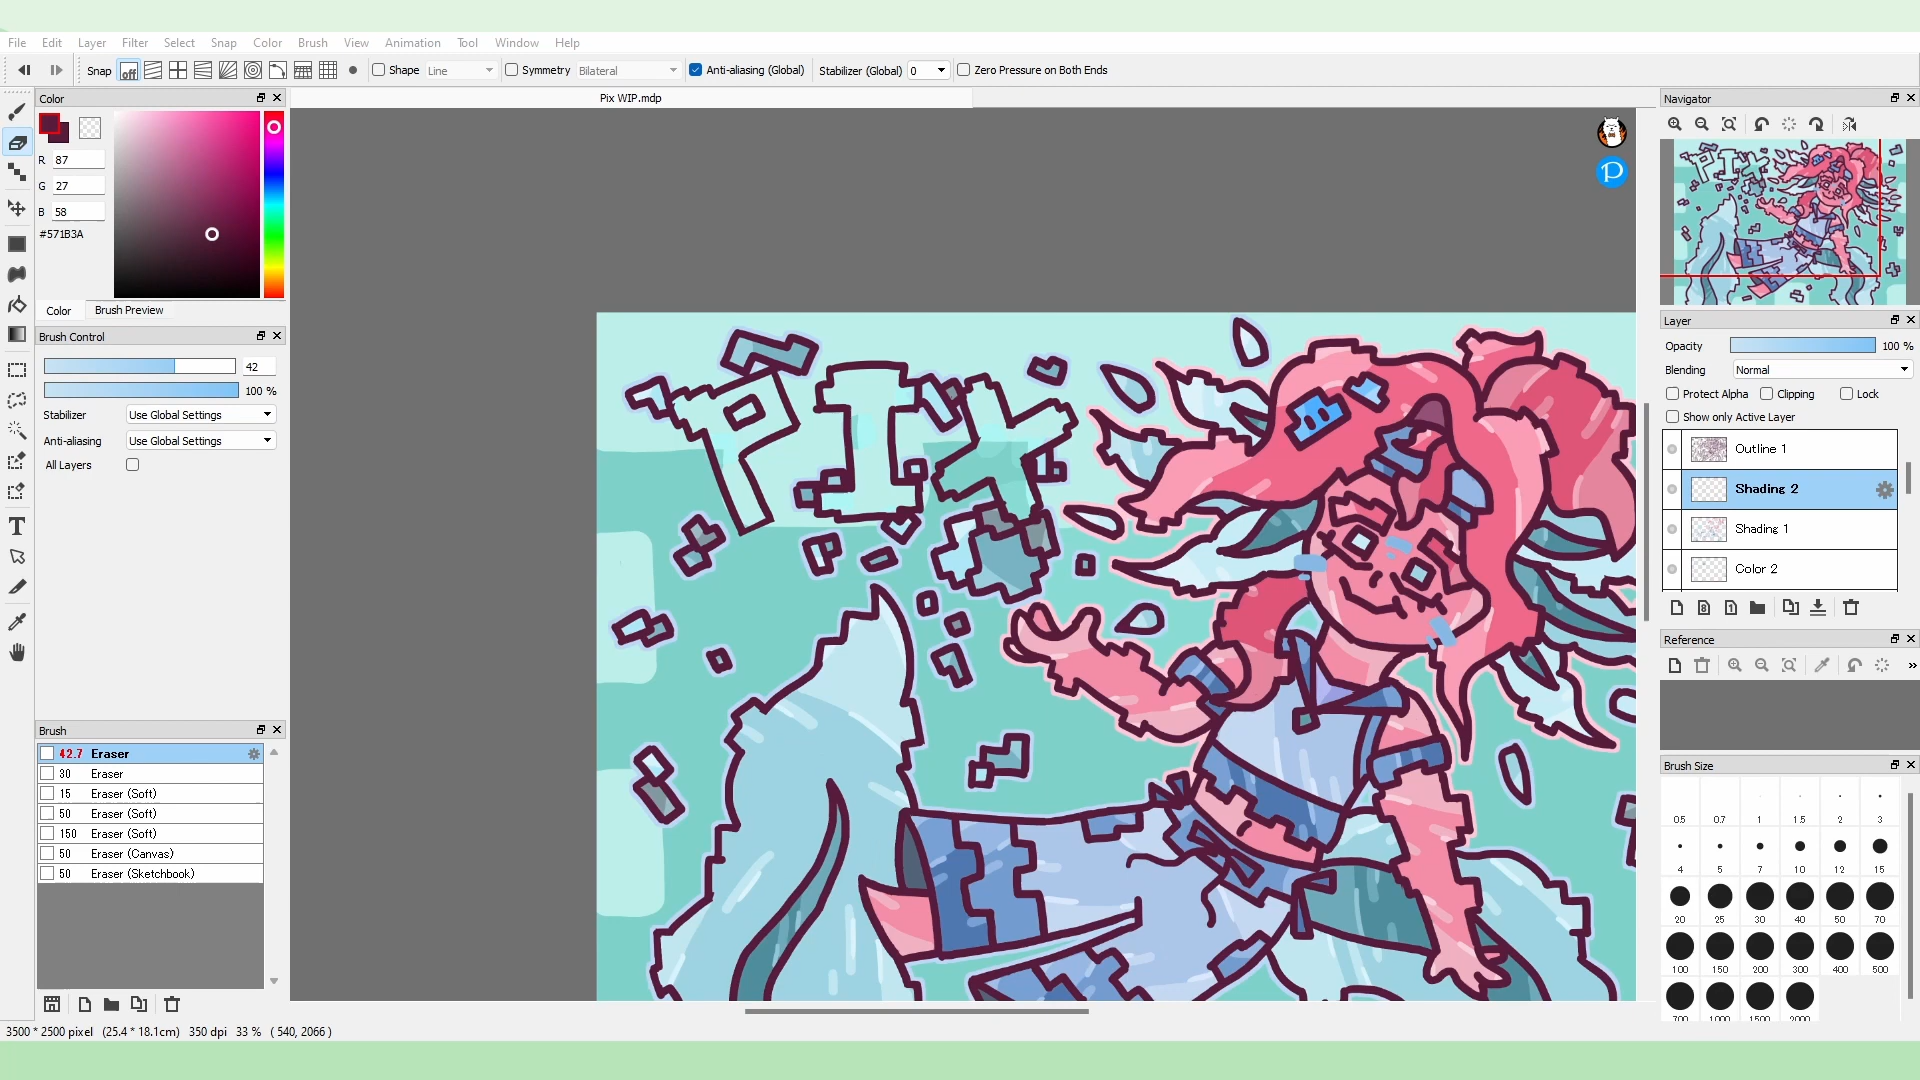 File Edit Layer Filter Select Snap Color Brush View Animation Tool Window Help
Snap off Shape Line Symmetry Bilateral Anti-aliasing (Global) Stabilizer (Global) 0 Zero Pressure on Both Ends
Color
Pix WIP.mdp
Navigator
R 87
G 27
B 58
#571B3A
Color Brush Preview
Brush Control
42
100 %
Stabilizer Use Global Settings
Anti-aliasing Use Global Settings
All Layers
PIX
Layer
Opacity 100 %
Blending Normal
Protect Alpha Clipping Lock
Show only Active Layer
Outline 1
Shading 2
Shading 1
Color 2
8 1
Reference
»
Brush
42.7 Eraser
30 Eraser
15 Eraser (Soft)
50 Eraser (Soft)
150 Eraser (Soft)
50 Eraser (Canvas)
50 Eraser (Sketchbook)
Brush Size
0.5 0.7 1 1.5 2 3
4 5 7 10 12 15
20 25 30 40 50 70
100 150 200 300 400 500
700 1000 1500 2000
3500 * 2500 pixel (25.4 * 18.1cm) 350 dpi 33 % ( 540, 2066 )